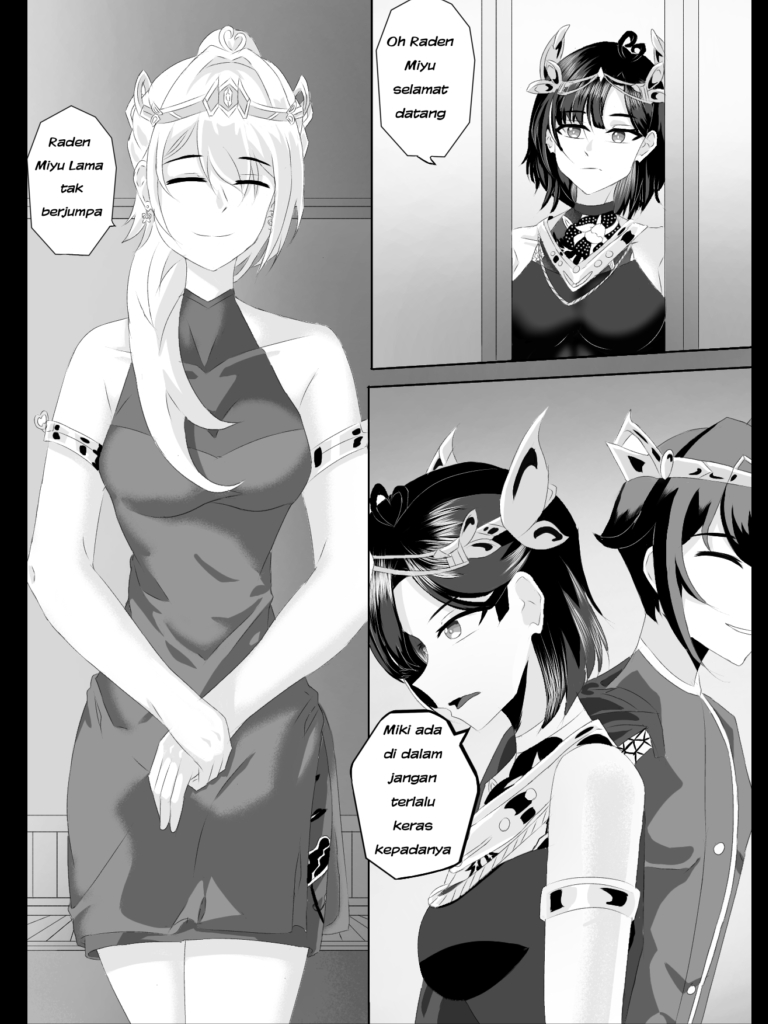 Oh Raden
Miyu
selamat
datang
Raden
Miyu Lama
tak
berjumpa
Miki ada
di dalam
jangan
terlalu
keras
kepadanya